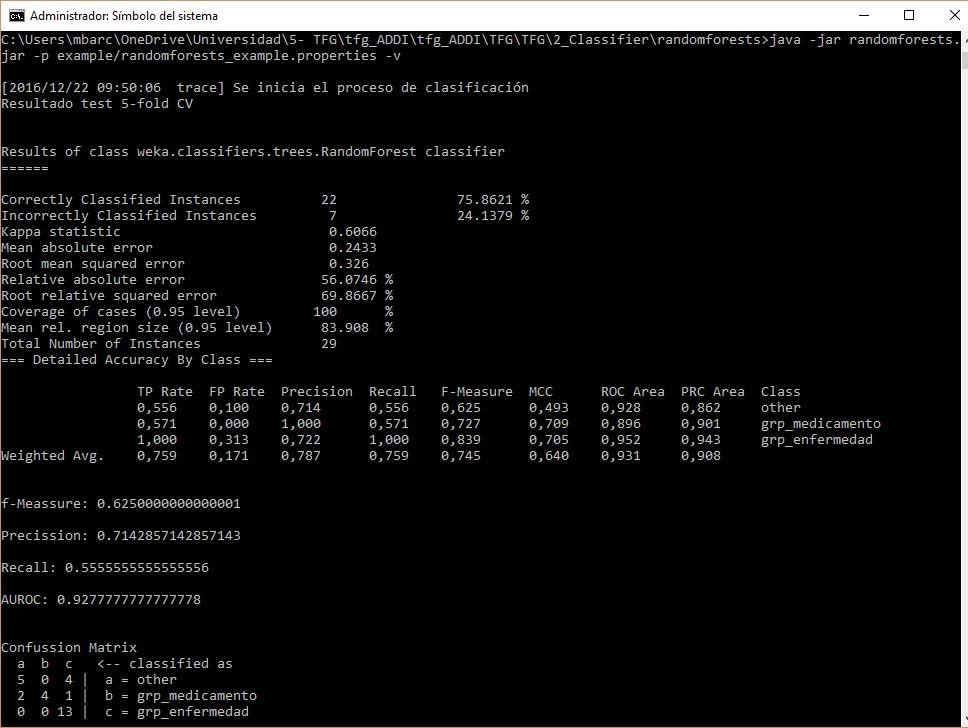 Administrador: Símbolo del sistema
C:\Users\mbarc\OneDrive\Universidad\5- TFG\tfg_ADDI\tfg_ADDI\TFG\TFG\2_Classifier\randomforests>java -jar randomforests.
jar -p example/randomforests_example.properties -v
[2016/12/22 09:50:06  trace] Se inicia el proceso de clasificación
Resultado test 5-fold CV
Results of class weka.classifiers.trees.RandomForest classifier
======
Correctly Classified Instances          22               75.8621 %
Incorrectly Classified Instances         7               24.1379 %
Kappa statistic                          0.6066
Mean absolute error                      0.2433
Root mean squared error                  0.326
Relative absolute error                 56.0746 %
Root relative squared error             69.8667 %
Coverage of cases (0.95 level)         100      %
Mean rel. region size (0.95 level)      83.908  %
Total Number of Instances               29
=== Detailed Accuracy By Class ===
                 TP Rate  FP Rate  Precision  Recall   F-Measure  MCC      ROC Area  PRC Area  Class
                 0,556    0,100    0,714      0,556    0,625      0,493    0,928     0,862     other
                 0,571    0,000    1,000      0,571    0,727      0,709    0,896     0,901     grp_medicamento
                 1,000    0,313    0,722      1,000    0,839      0,705    0,952     0,943     grp_enfermedad
Weighted Avg.    0,759    0,171    0,787      0,759    0,745      0,640    0,931     0,908
f-Meassure: 0.6250000000000001
Precission: 0.7142857142857143
Recall: 0.5555555555555556
AUROC: 0.9277777777777778
Confussion Matrix
  a  b  c   <-- classified as
  5  0  4 |  a = other
  2  4  1 |  b = grp_medicamento
  0  0 13 |  c = grp_enfermedad